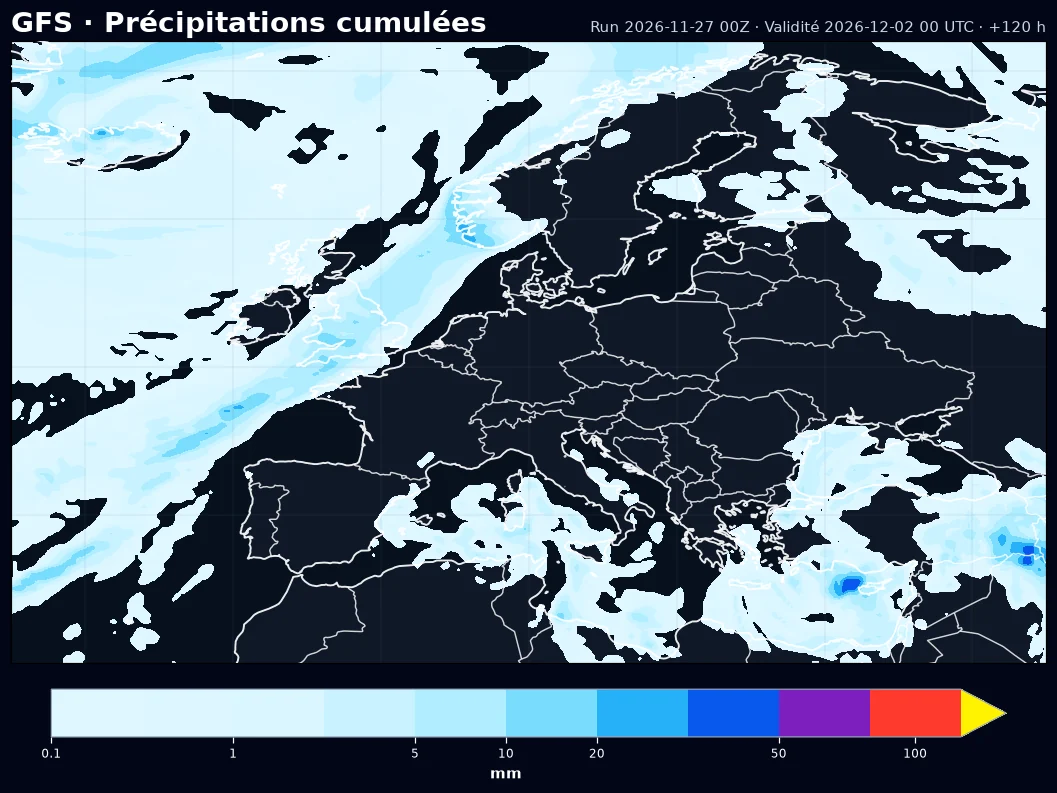 GFS · Précipitations cumulées
Run 2026-11-27 00Z · Validité 2026-12-02 00 UTC · +120 h
0.1 1 5 10 20 50 100
mm